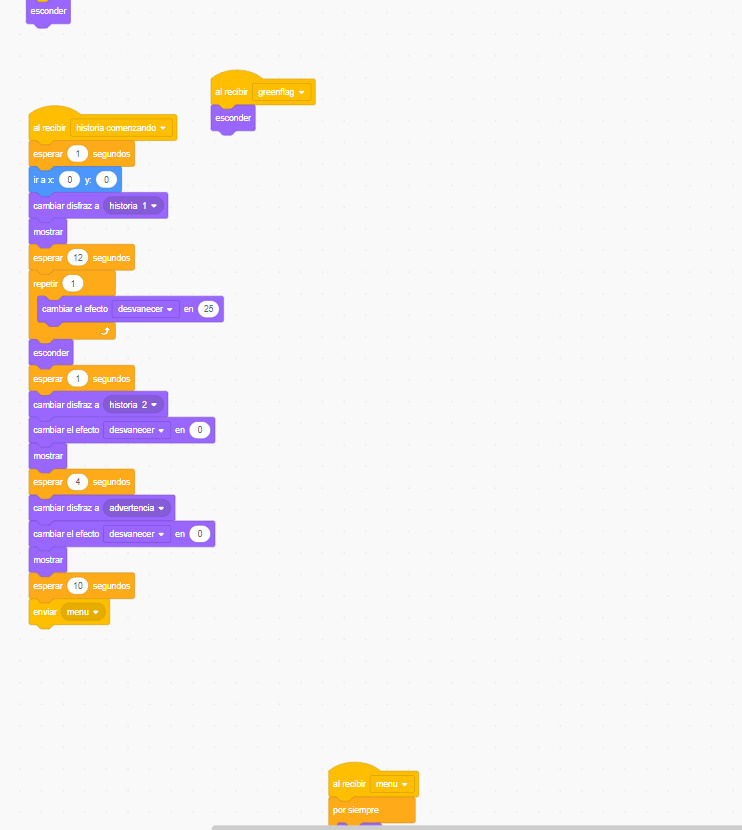 esconder
al recibir greenflag
esconder
al recibir historia comenzando
esperar 1 segundos
ir a x: 0 y: 0
cambiar disfraz a historia 1
mostrar
esperar 12 segundos
repetir 1
cambiar el efecto desvanecer en 25
esconder
esperar 1 segundos
cambiar disfraz a historia 2
cambiar el efecto desvanecer en 0
mostrar
esperar 4 segundos
cambiar disfraz a advertencia
cambiar el efecto desvanecer en 0
mostrar
esperar 10 segundos
enviar menu
al recibir menu
por siempre